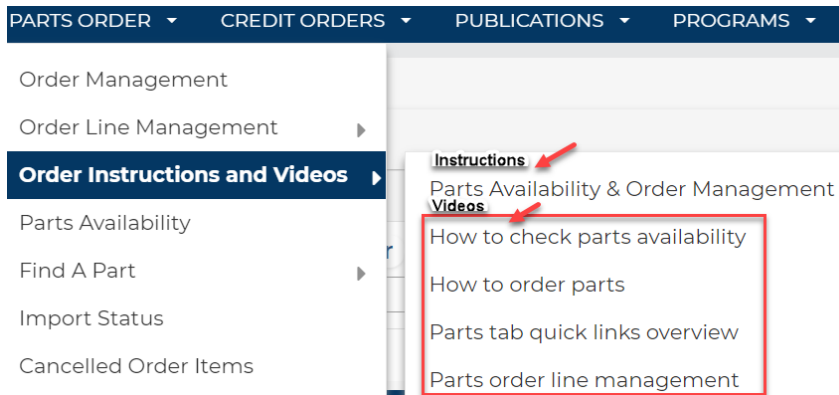 PARTS ORDER CREDIT ORDERS PUBLICATIONS PROGRAMS
Order Management
Order Line Management
Order Instructions and Videos
Parts Availability
Find A Part
Import Status
Cancelled Order Items
Instructions
Parts Availability & Order Management
Videos
How to check parts availability
How to order parts
Parts tab quick links overview
Parts order line management